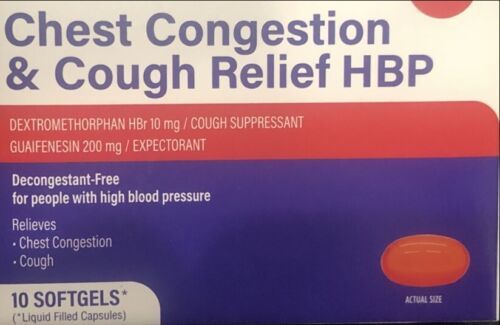 Chest Congestion
& Cough Relief HBP
DEXTROMETHORPHAN HBr 10 mg / COUGH SUPPRESSANT
GUAIFENESIN 200 mg / EXPECTORANT
Decongestant-Free
for people with high blood pressure
Relieves
• Chest Congestion
• Cough
10 SOFTGELS*
(*Liquid Filled Capsules)
ACTUAL SIZE